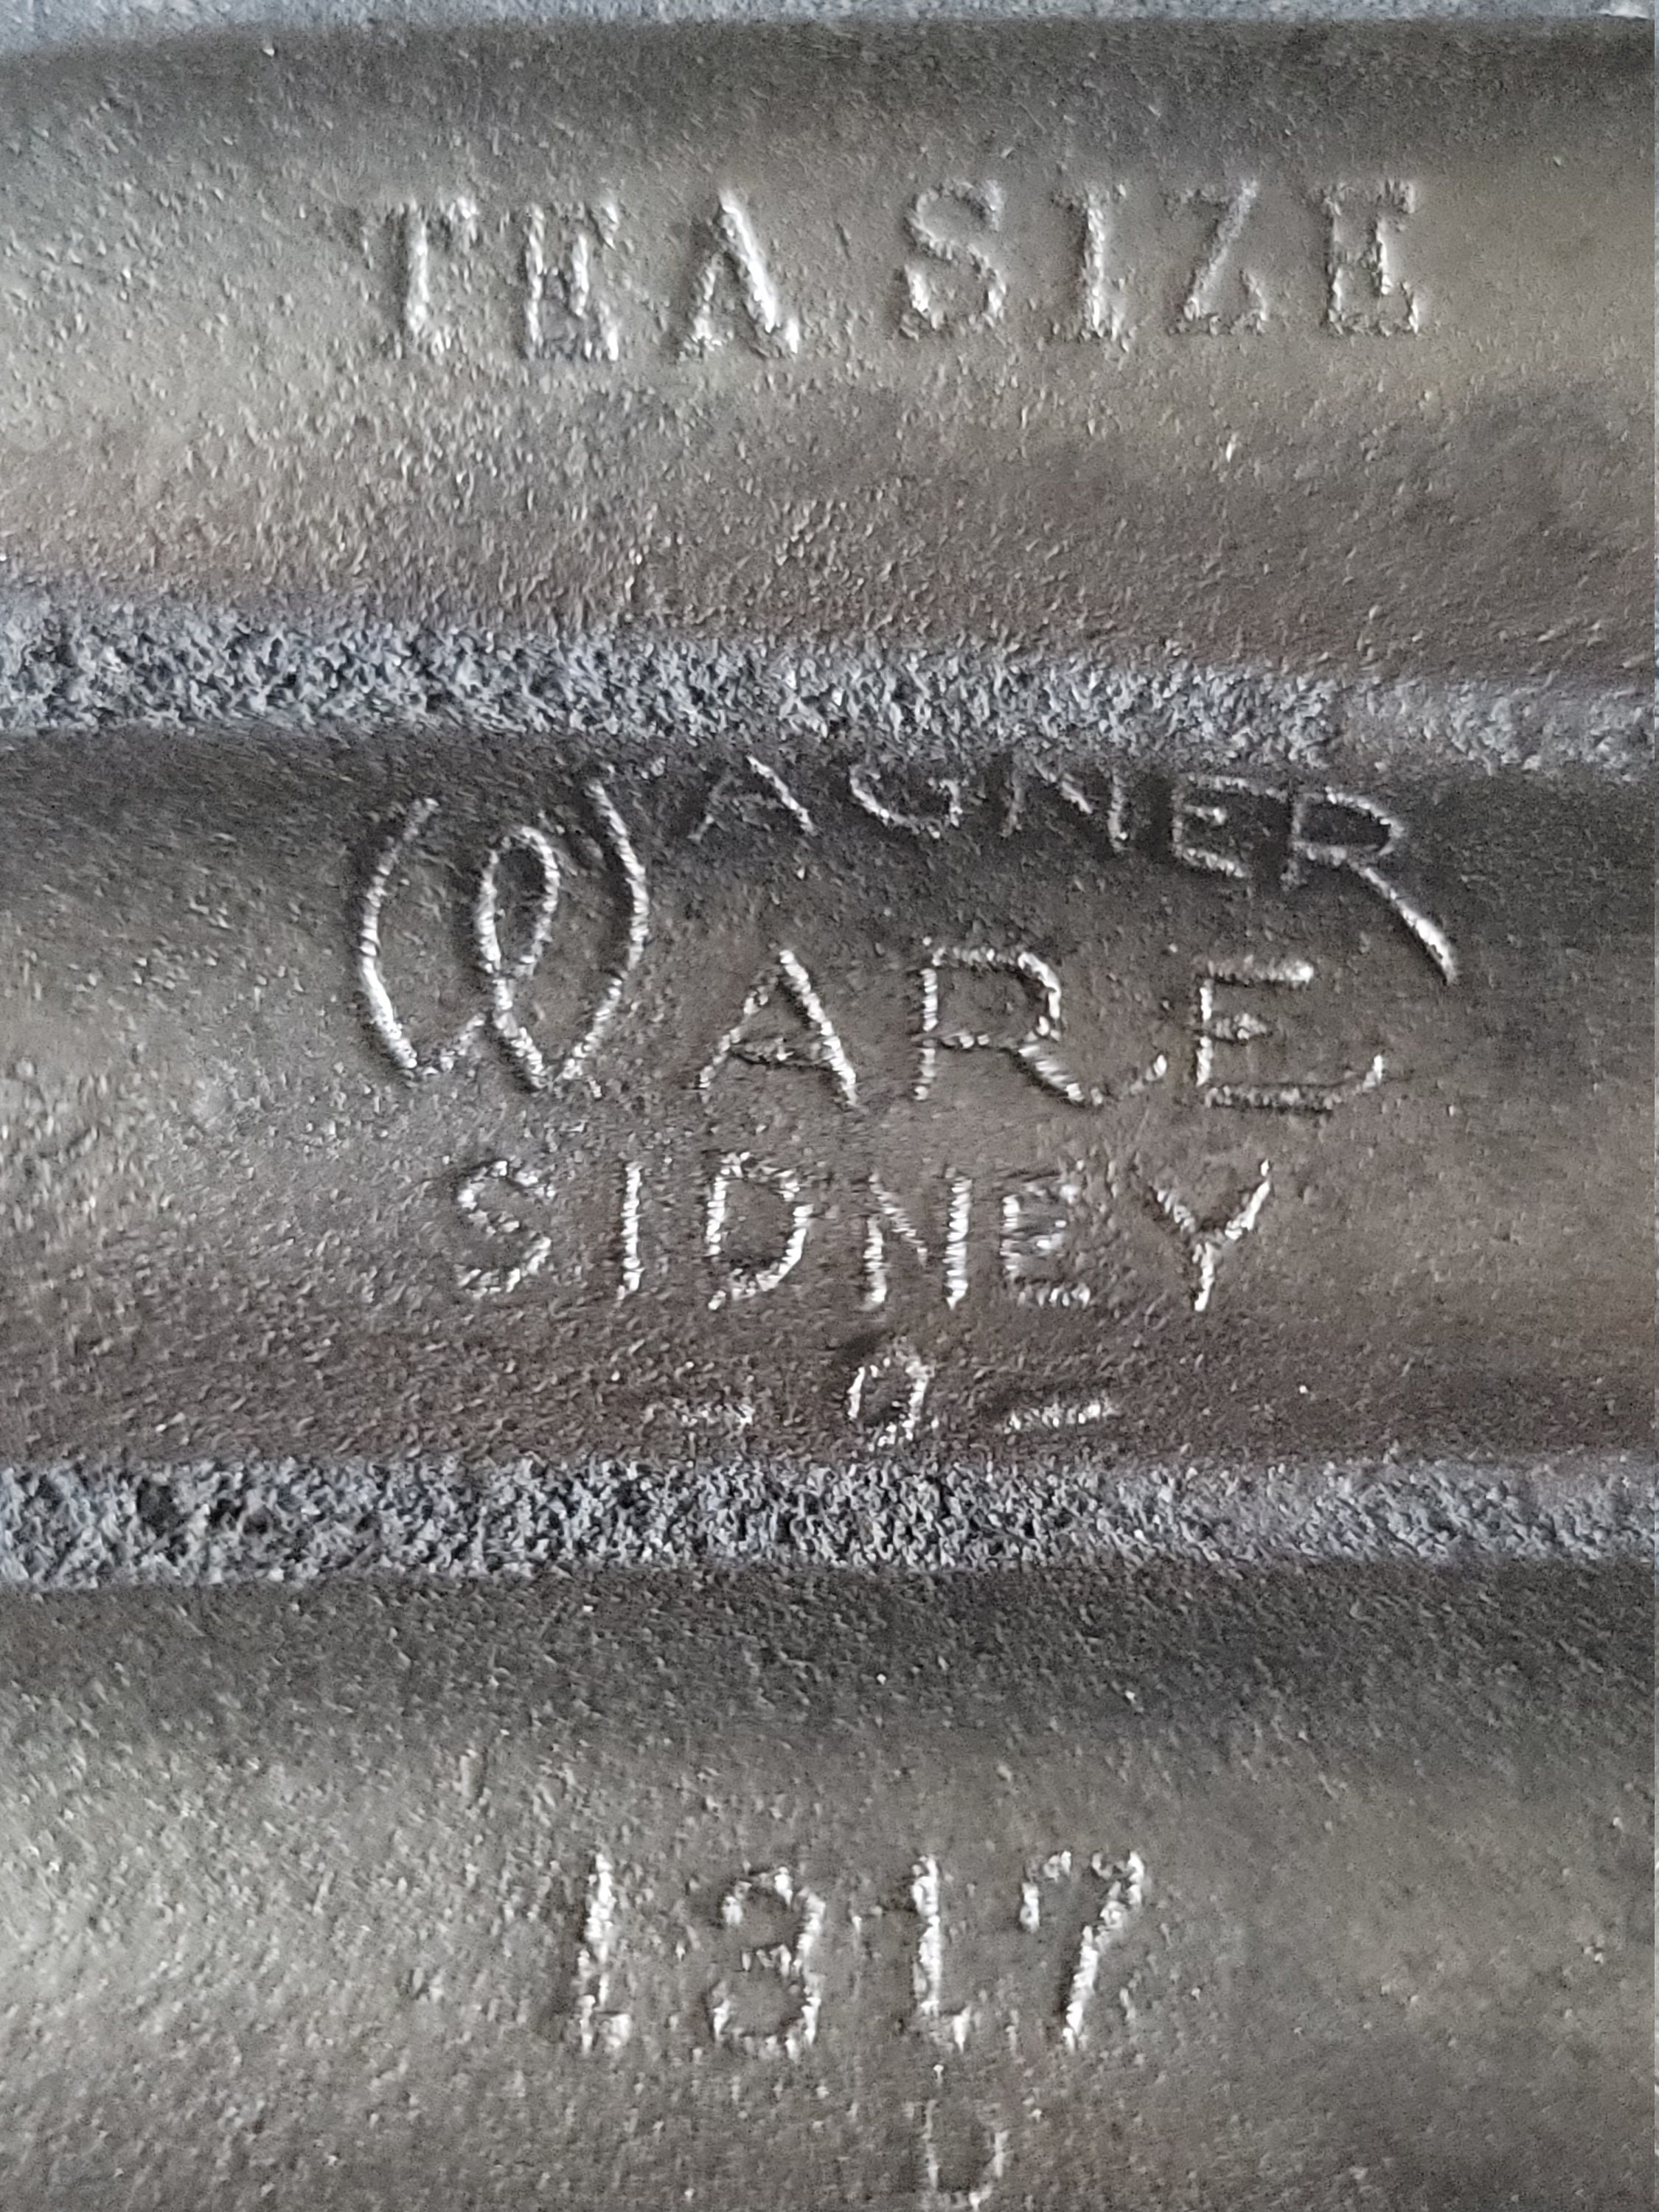 TEA SIZE
WAGNER
WARE
SIDNEY
– O –
1317
D